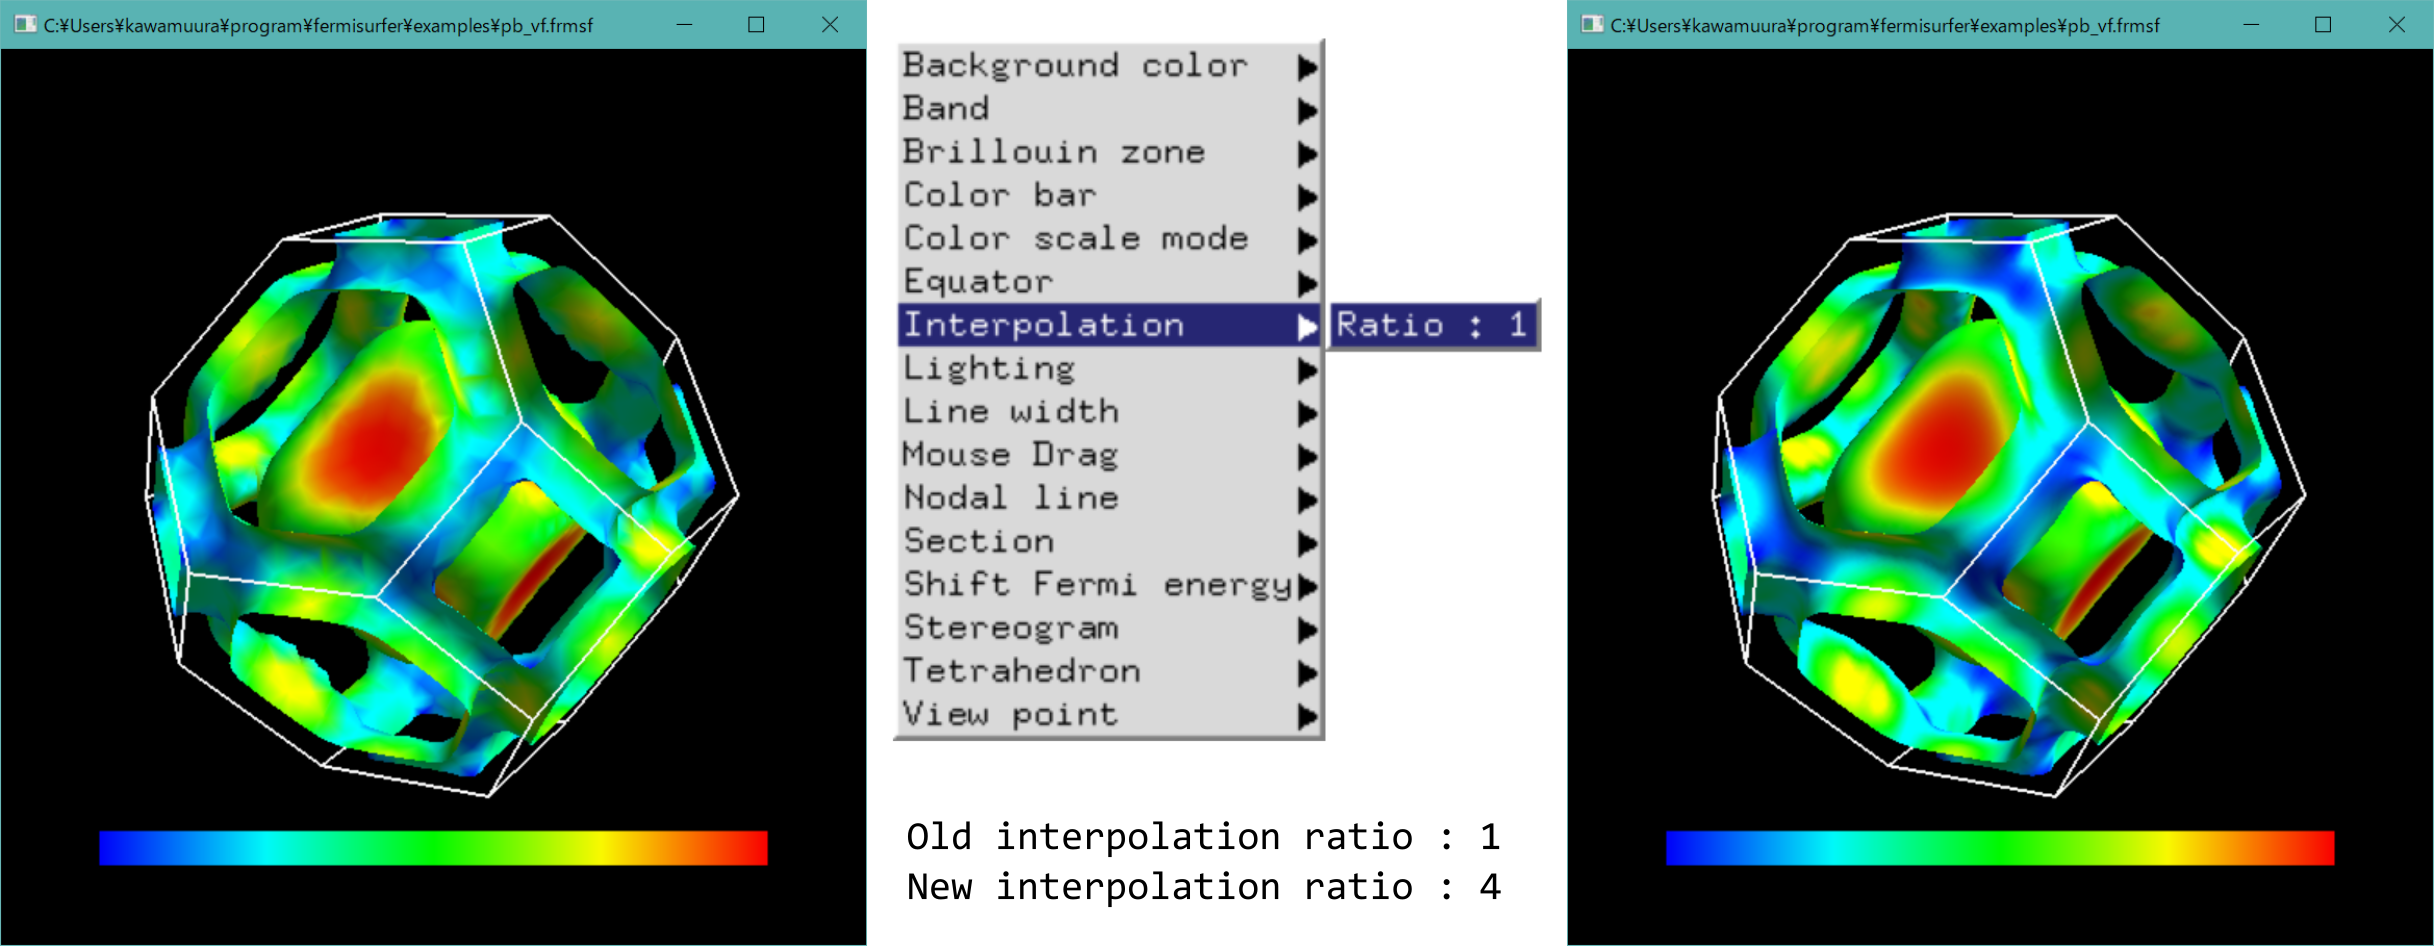 C:¥Users¥kawamuura¥program¥fermisurfer¥examples¥pb_vf.frmsf
Background color
Band
Brillouin zone
Color bar
Color scale mode
Equator
Interpolation
Ratio : 1
Lighting
Line width
Mouse Drag
Nodal line
Section
Shift Fermi energy
Stereogram
Tetrahedron
View point
Old interpolation ratio : 1
New interpolation ratio : 4
C:¥Users¥kawamuura¥program¥fermisurfer¥examples¥pb_vf.frmsf